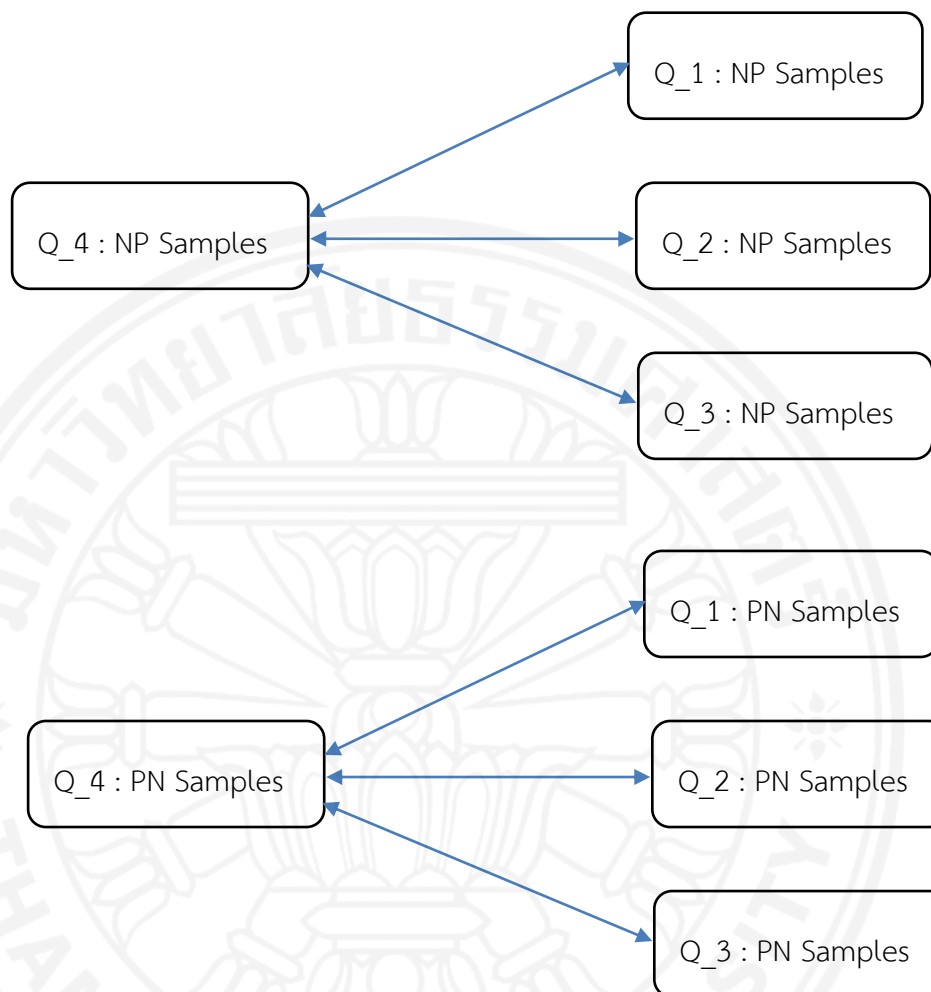 Q_1 : NP Samples
Q_4 : NP Samples
Q_2 : NP Samples
Q_3 : NP Samples
Q_1 : PN Samples
Q_4 : PN Samples
Q_2 : PN Samples
Q_3 : PN Samples